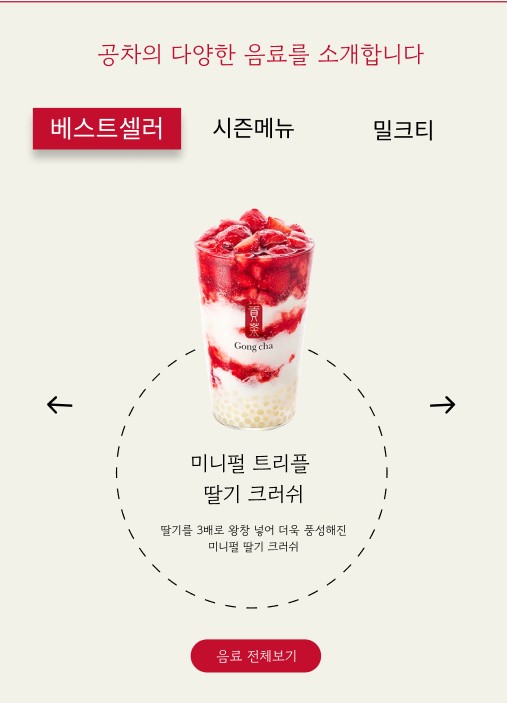 공차의 다양한 음료를 소개합니다
베스트셀러 시즌메뉴 밀크티
貢茶
Gong cha
미니펄 트리플
딸기 크러쉬
딸기를 3배로 왕창 넣어 더욱 풍성해진
미니펄 딸기 크러쉬
음료 전체보기